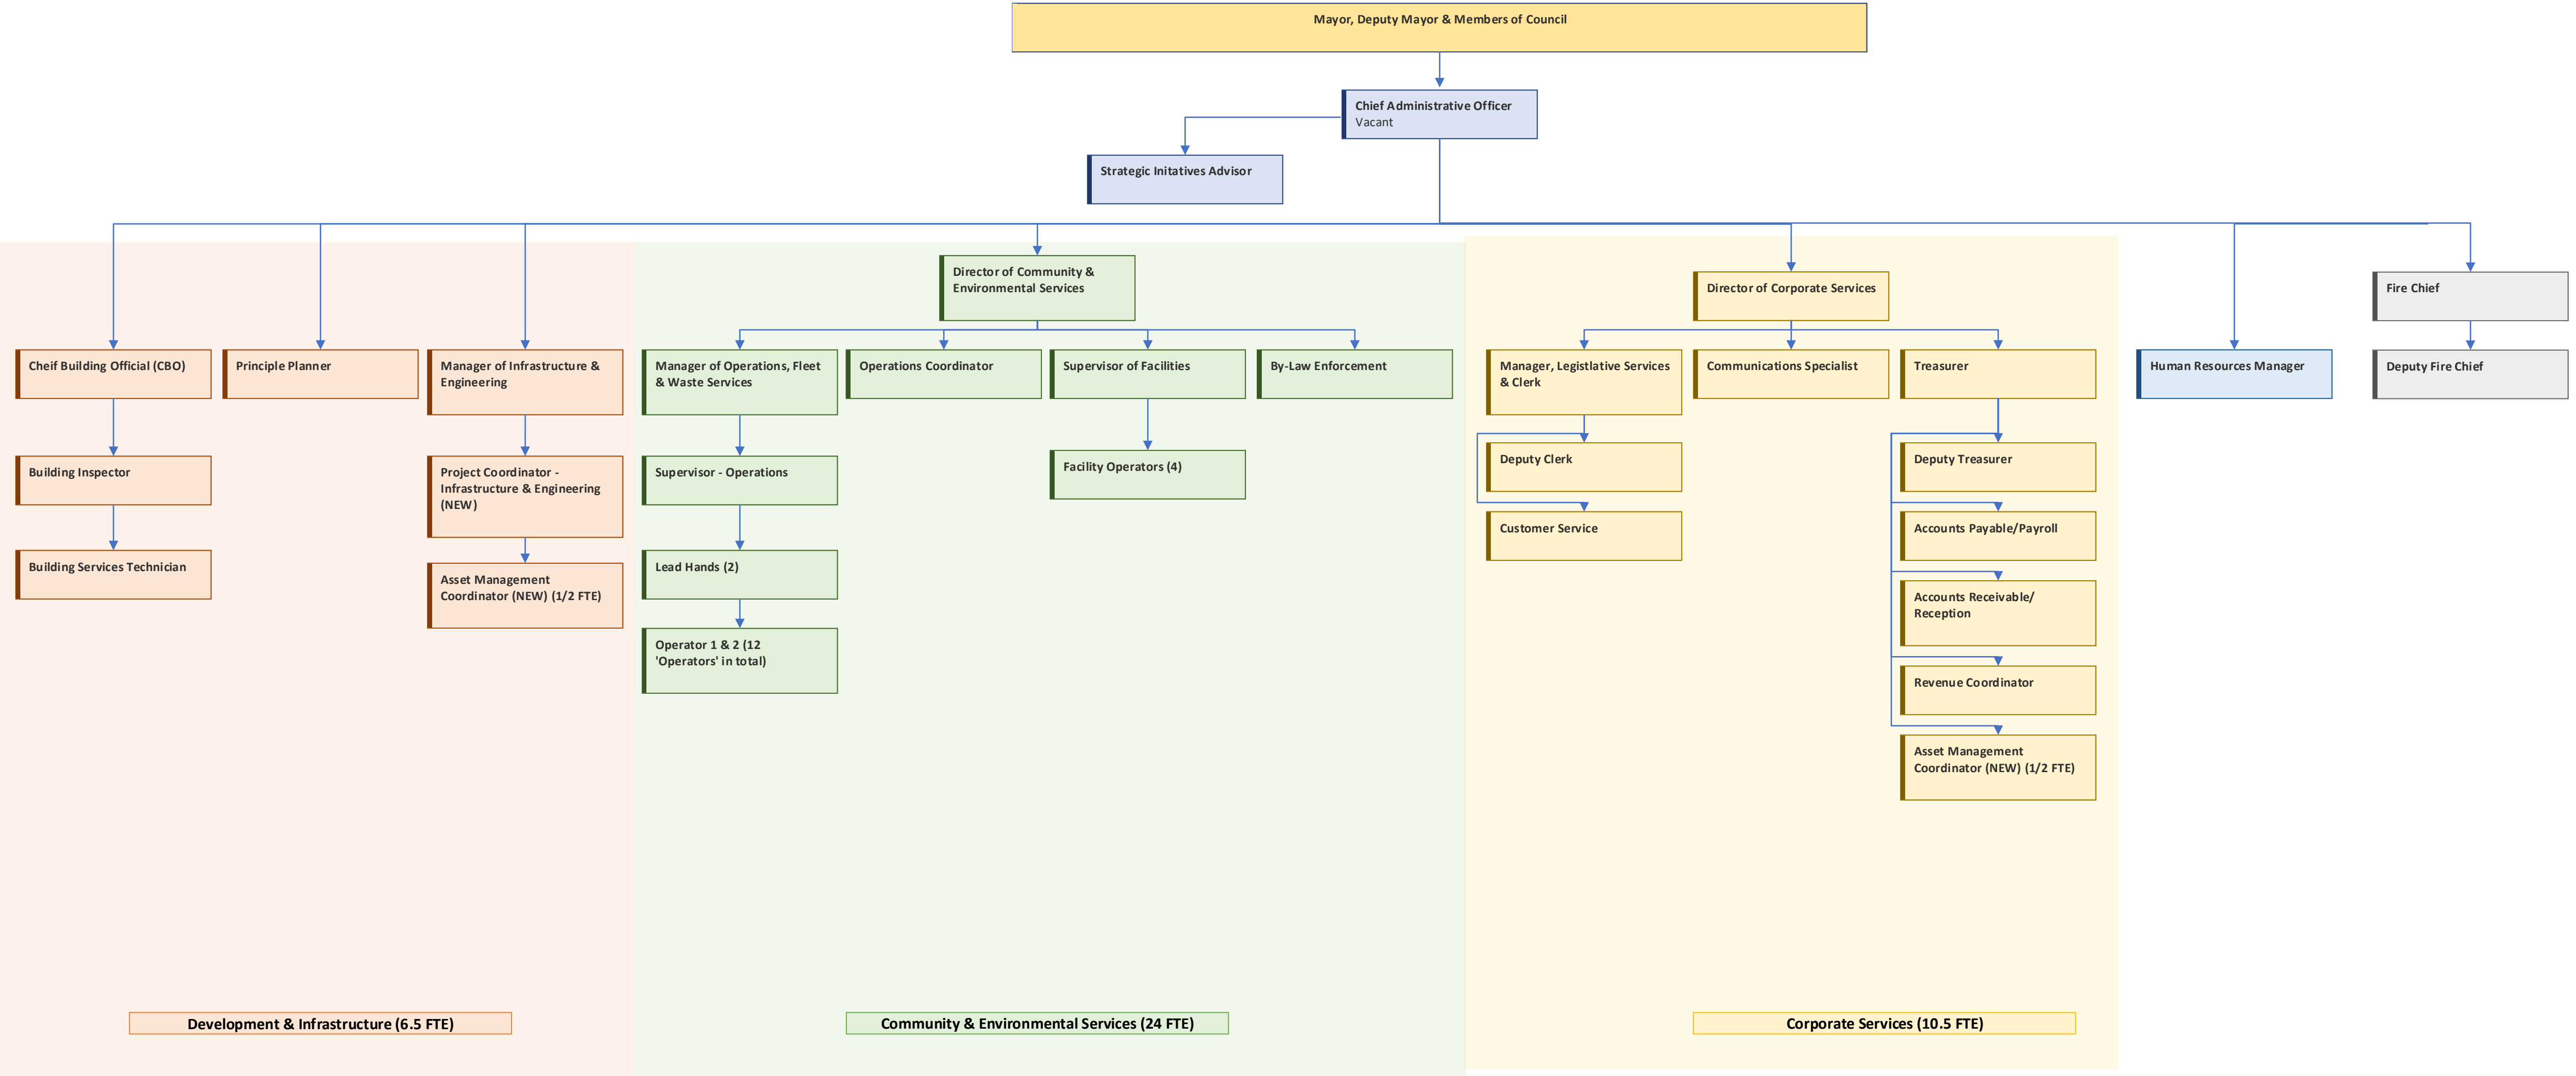 Mayor, Deputy Mayor & Members of Council
Chief Administrative Officer
Vacant
Strategic Initatives Advisor
Director of Community &
Environmental Services
Director of Corporate Services
Fire Chief
Cheif Building Official (CBO)
Principle Planner
Manager of Infrastructure &
Engineering
Manager of Operations, Fleet
& Waste Services
Operations Coordinator
Supervisor of Facilities
By-Law Enforcement
Manager, Legistlative Services
& Clerk
Communications Specialist
Treasurer
Human Resources Manager
Deputy Fire Chief
Building Inspector
Project Coordinator -
Infrastructure & Engineering
(NEW)
Supervisor - Operations
Facility Operators (4)
Deputy Clerk
Deputy Treasurer
Customer Service
Accounts Payable/Payroll
Building Services Technician
Asset Management
Coordinator (NEW) (1/2 FTE)
Lead Hands (2)
Accounts Receivable/
Reception
Operator 1 & 2 (12
'Operators' in total)
Revenue Coordinator
Asset Management
Coordinator (NEW) (1/2 FTE)
Development & Infrastructure (6.5 FTE)
Community & Environmental Services (24 FTE)
Corporate Services (10.5 FTE)